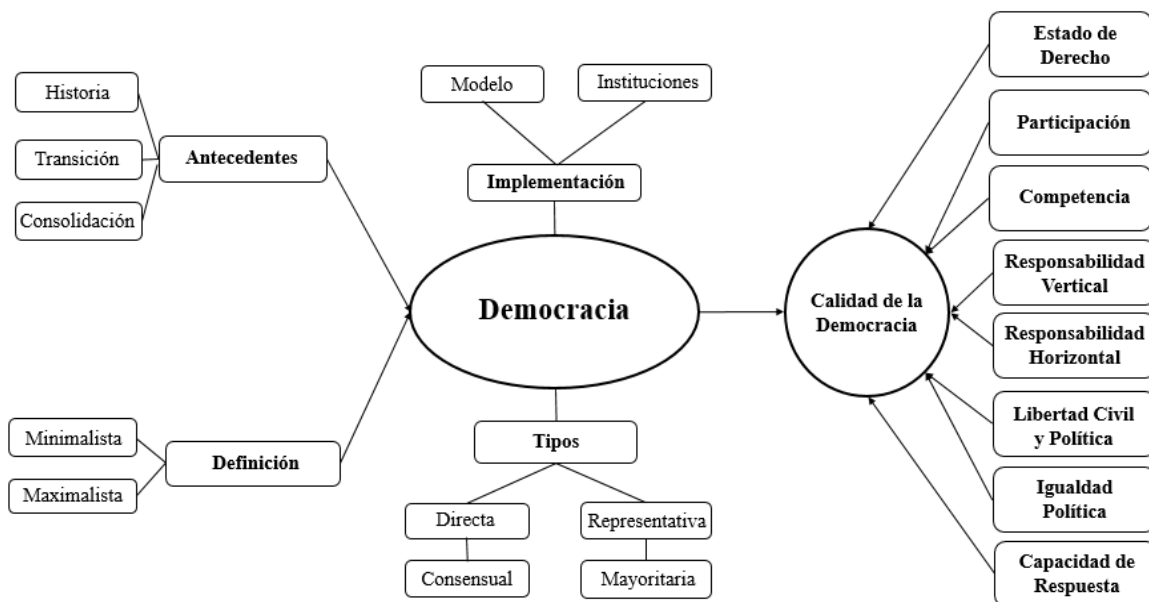 Historia
Transición
Consolidación
Antecedentes
Minimalista
Maximalista
Definición
Modelo
Instituciones
Implementación
Democracia
Tipos
Directa
Representativa
Consensual
Mayoritaria
Calidad de la
Democracia
Estado de
Derecho
Participación
Competencia
Responsabilidad
Vertical
Responsabilidad
Horizontal
Libertad Civil
y Política
Igualdad
Política
Capacidad de
Respuesta